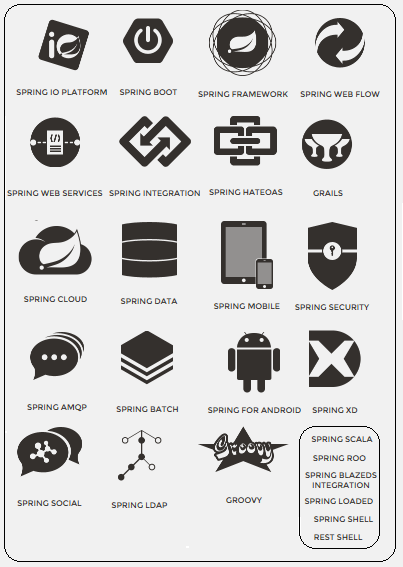 SPRING IO PLATFORM
SPRING BOOT
SPRING FRAMEWORK
SPRING WEB FLOW
SPRING WEB SERVICES
SPRING INTEGRATION
SPRING HATEOAS
GRAILS
SPRING CLOUD
SPRING DATA
SPRING MOBILE
SPRING SECURITY
SPRING AMQP
SPRING BATCH
SPRING FOR ANDROID
SPRING XD
SPRING SOCIAL
SPRING LDAP
Groovy
GROOVY
SPRING SCALA
SPRING ROO
SPRING BLAZEDS
INTEGRATION
SPRING LOADED
SPRING SHELL
REST SHELL